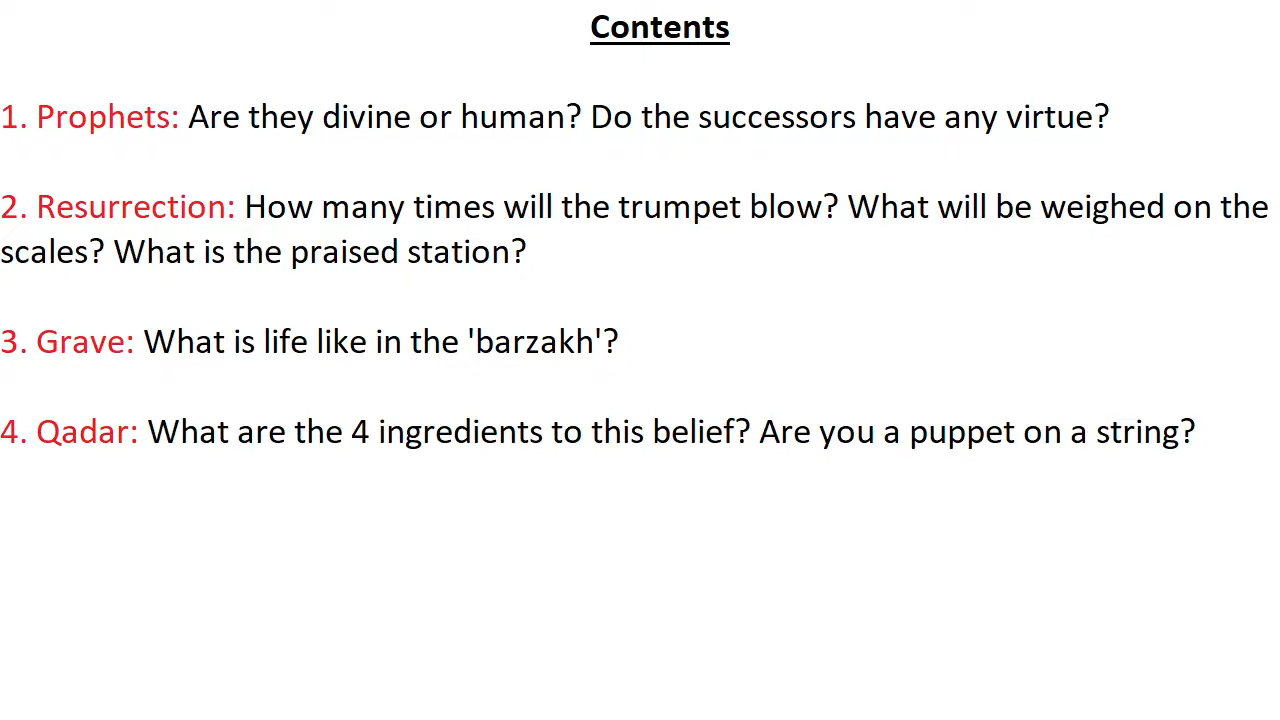 Contents
1. Prophets: Are they divine or human? Do the successors have any virtue?
2. Resurrection: How many times will the trumpet blow? What will be weighed on the
scales? What is the praised station?
3. Grave: What is life like in the 'barzakh'?
4. Qadar: What are the 4 ingredients to this belief? Are you a puppet on a string?